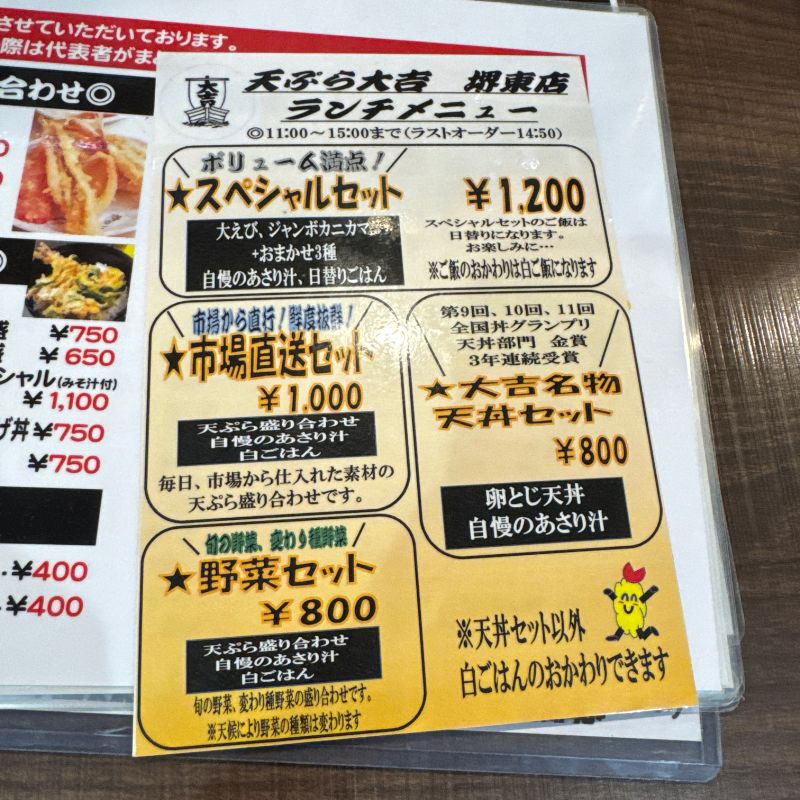 させていただいております。
際は代表者がま
合わせ◎
¥750
¥650
シャル(みそ汁付)
¥1,100
げ丼¥750
¥750
¥400
¥400
大吉
天ぷら大吉 堺東店
ランチメニュー
◎11:00～15:00まで(ラストオーダー14:50)
ボリューム満点!
★スペシャルセット ¥1,200
大えび、ジャンボカニカマ
+おまかせ3種
自慢のあさり汁、日替りごはん
スペシャルセットのご飯は
日替りになります。
お楽しみに…
※ご飯のおかわりは白ご飯になります
市場から直行!鮮度抜群!
★市場直送セット
¥1,000
天ぷら盛り合わせ
自慢のあさり汁
白ごはん
毎日、市場から仕入れた素材の
天ぷら盛り合わせです。
第9回、10回、11回
全国丼グランプリ
天丼部門 金賞
3年連続受賞
★大吉名物
天丼セット
¥800
卵とじ天丼
自慢のあさり汁
旬の野菜、変わり種野菜
★野菜セット
¥800
天ぷら盛り合わせ
自慢のあさり汁
白ごはん
旬の野菜、変わり種野菜の盛り合わせです。
※天候により野菜の種類は変わります
※天丼セット以外
白ごはんのおかわりできます